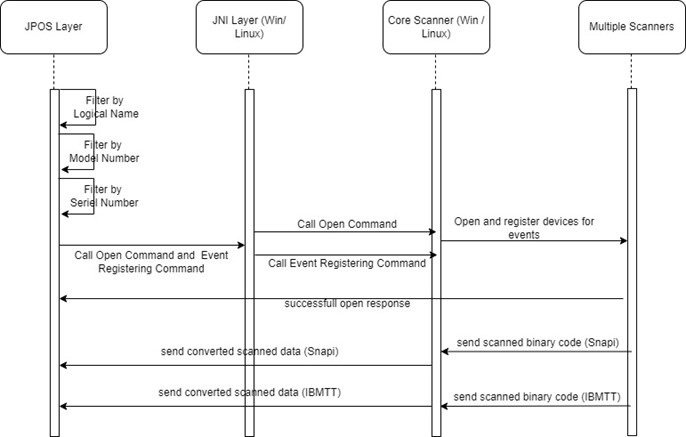 JPOS Layer
JNI Layer (Win/
Linux)
Core Scanner (Win /
Linux)
Multiple Scanners
Filter by
Logical Name
Filter by
Model Number
Filter by
Seriel Number
Call Open Command
Open and register devices for
events
Call Open Command and Event
Registering Command
Call Event Registering Command
successfull open response
send scanned binary code (Snapi)
send converted scanned data (Snapi)
send converted scanned data (IBMTT)
send scanned binary code (IBMTT)